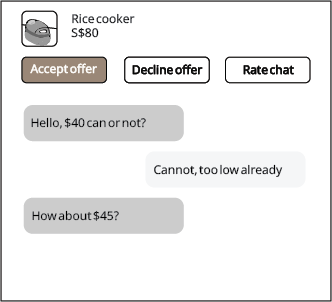 Rice cooker
S$80
Accept offer
Decline offer
Rate chat
Hello, $40 can or not?
Cannot, too low already
How about $45?